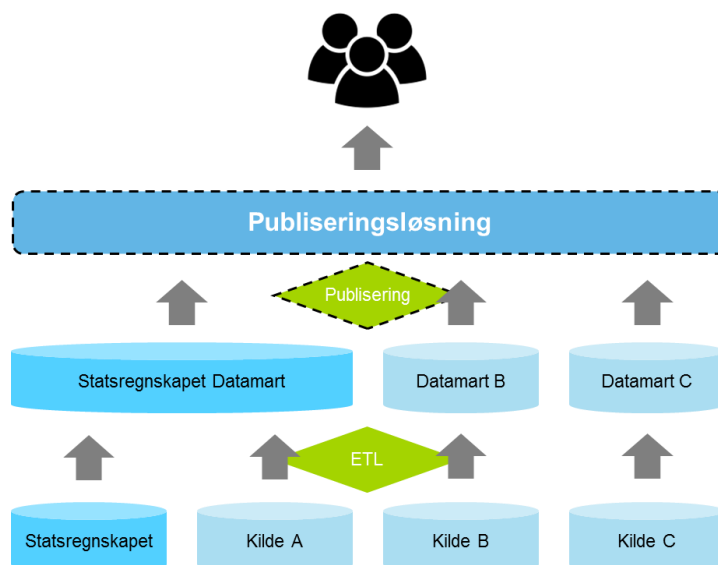 Publiseringsløsning
Publisering
Statsregnskapet Datamart
Datamart B
Datamart C
ETL
Statsregnskapet
Kilde A
Kilde B
Kilde C